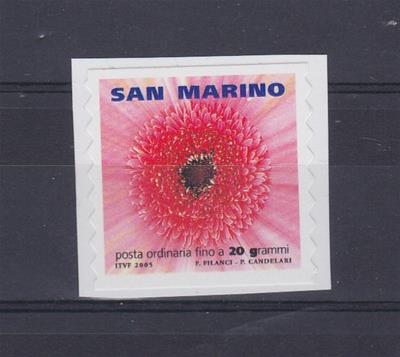 SAN MARINO
posta ordinaria fino a 20 grammi
ITVF 2005 P. FILANCI - P. CANDELARI